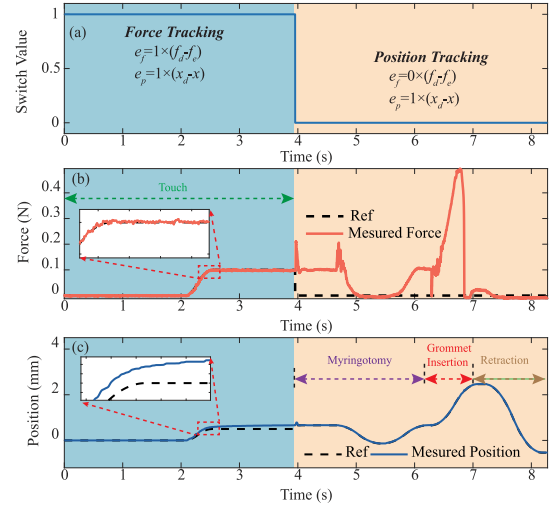 (a)
Force Tracking
e_f=1×(f_d-f_e)
e_p=1×(x_d-x)
Position Tracking
e_f=0×(f_d-f_e)
e_p=1×(x_d-x)
Switch Value
1
0.5
0
0 1 2 3 4 5 6 7 8
Time (s)
(b)
Touch
Ref
Mesured Force
Force (N)
0.4
0.3
0.2
0.1
0
0 1 2 3 4 5 6 7 8
Time (s)
(c)
Myringotomy
Grommet
Insertion
Retraction
Ref
Mesured Position
Position (mm)
4
2
0
0 1 2 3 4 5 6 7 8
Time (s)